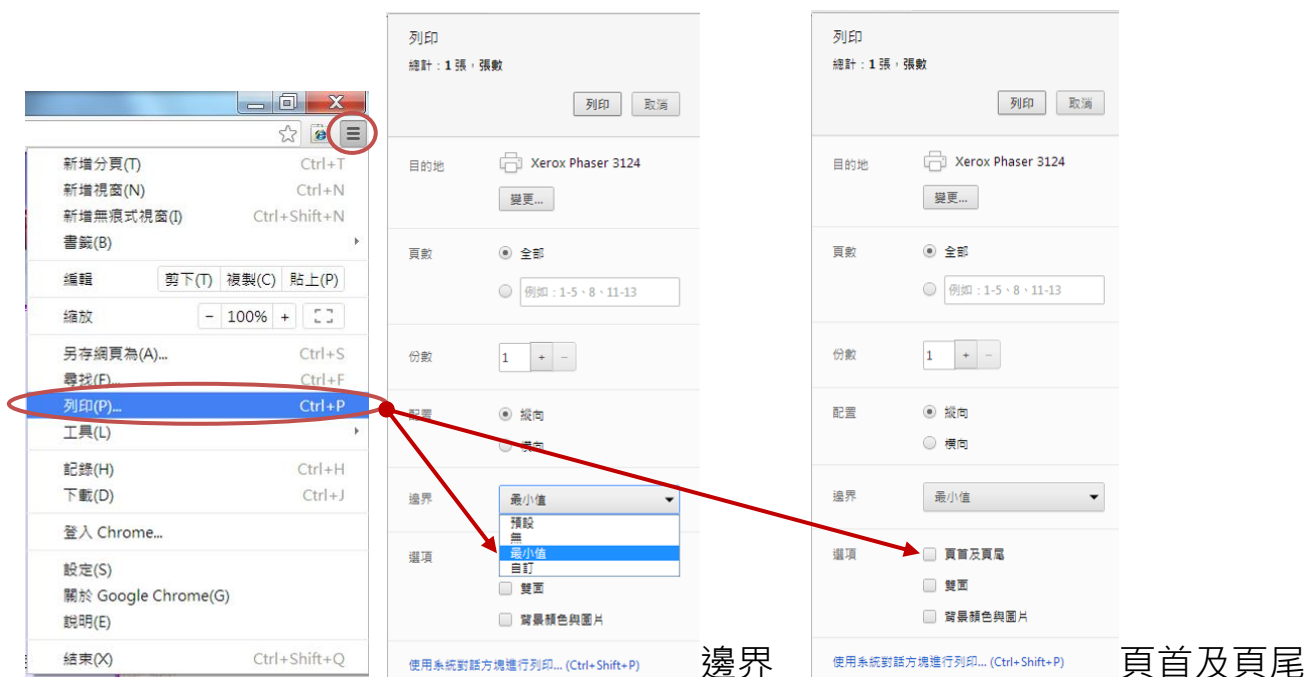 新增分頁(T) Ctrl+T
新增視窗(N) Ctrl+N
新增無痕式視窗(I) Ctrl+Shift+N
書籤(B)
編輯 剪下(T) 複製(C) 貼上(P)
縮放 - 100% +
另存網頁為(A)... Ctrl+S
尋找(F)... Ctrl+F
列印(P)... Ctrl+P
工具(L)
記錄(H) Ctrl+H
下載(D) Ctrl+J
登入 Chrome...
設定(S)
關於 Google Chrome(G)
說明(E)
結束(X) Ctrl+Shift+Q
列印
總計：1 張，張數
列印 取消
目的地 Xerox Phaser 3124
變更...
頁數 全部
例如：1-5、8、11-13
份數 1 + -
配置 縱向
橫向
邊界 最小值
預設
無
最小值
自訂
選項
雙面
背景顏色與圖片
使用系統對話方塊進行列印... (Ctrl+Shift+P)
邊界
列印
總計：1 張，張數
列印 取消
目的地 Xerox Phaser 3124
變更...
頁數 全部
例如：1-5、8、11-13
份數 1 + -
配置 縱向
橫向
邊界 最小值
選項 頁首及頁尾
雙面
背景顏色與圖片
使用系統對話方塊進行列印... (Ctrl+Shift+P)
頁首及頁尾